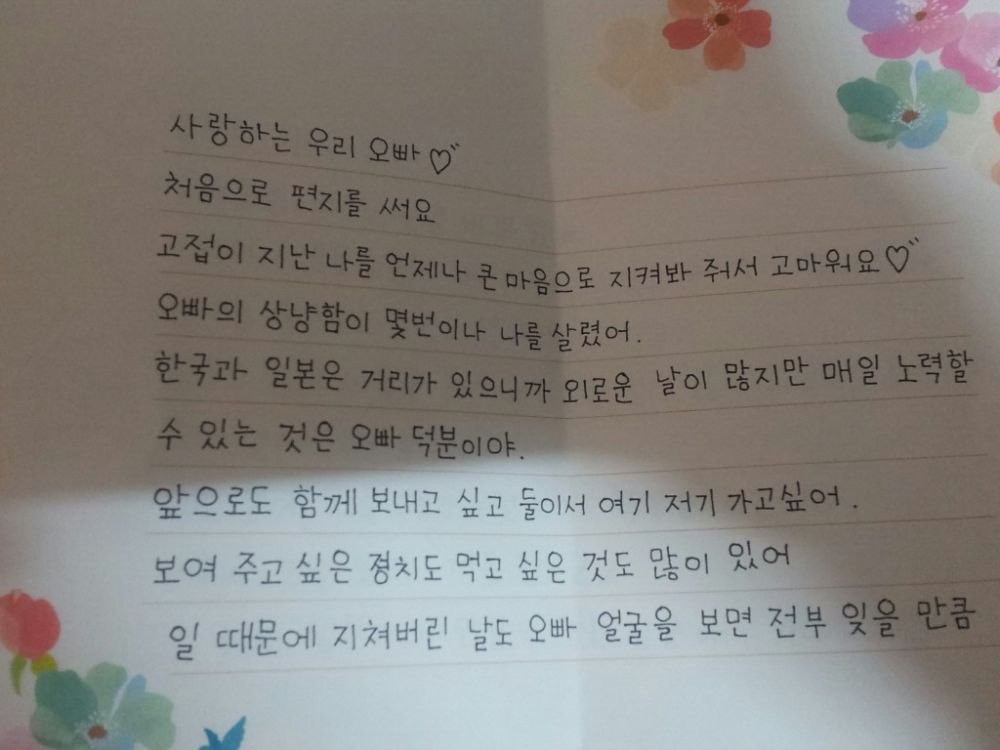 사랑하는 우리 오빠♡
처음으로 편지를 써요
고접이 지난 나를 언제나 큰 마음으로 지켜봐 줘서 고마워요♡
오빠의 상냥함이 몇번이나 나를 살렸어.
한국과 일본은 거리가 있으니까 외로운 날이 많지만 매일 노력할
수 있는 것은 오빠 덕분이야.
앞으로도 함께 보내고 싶고 둘이서 여기 저기 가고싶어.
보여 주고 싶은 졍치도 먹고 싶은 것도 많이 있어
일 때문에 지쳐버린 날도 오빠 얼굴을 보면 전부 잊을 만큼